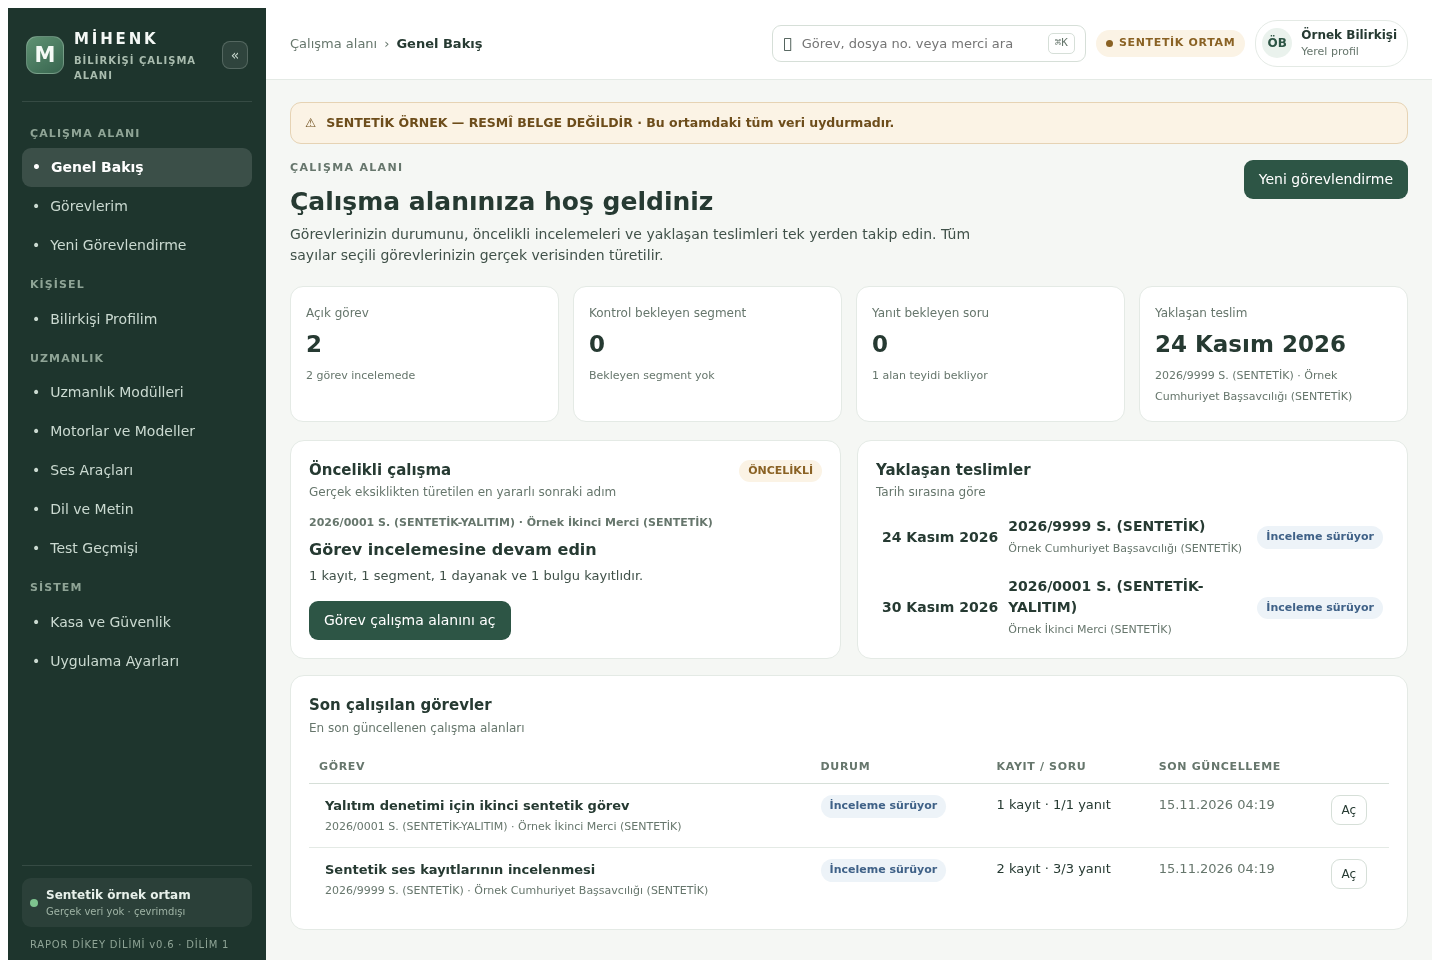 M
MİHENK
BİLİRKİŞİ ÇALIŞMA
ALANI
«
ÇALIŞMA ALANI
• Genel Bakış
• Görevlerim
• Yeni Görevlendirme
KİŞİSEL
• Bilirkişi Profilim
UZMANLIK
• Uzmanlık Modülleri
• Motorlar ve Modeller
• Ses Araçları
• Dil ve Metin
• Test Geçmişi
SİSTEM
• Kasa ve Güvenlik
• Uygulama Ayarları
Sentetik örnek ortam
Gerçek veri yok · çevrimdışı
RAPOR DİKEY DİLİMİ v0.6 · DİLİM 1
Çalışma alanı › Genel Bakış
Görev, dosya no. veya merci ara ⌘K
SENTETİK ORTAM
ÖB
Örnek Bilirkişi
Yerel profil
⚠ SENTETİK ÖRNEK — RESMÎ BELGE DEĞİLDİR · Bu ortamdaki tüm veri uydurmadır.
ÇALIŞMA ALANI
Çalışma alanınıza hoş geldiniz
Görevlerinizin durumunu, öncelikli incelemeleri ve yaklaşan teslimleri tek yerden takip edin. Tüm
sayılar seçili görevlerinizin gerçek verisinden türetilir.
Yeni görevlendirme
Açık görev
2
2 görev incelemede
Kontrol bekleyen segment
0
Bekleyen segment yok
Yanıt bekleyen soru
0
1 alan teyidi bekliyor
Yaklaşan teslim
24 Kasım 2026
2026/9999 S. (SENTETİK) · Örnek
Cumhuriyet Başsavcılığı (SENTETİK)
Öncelikli çalışma
ÖNCELİKLİ
Gerçek eksiklikten türetilen en yararlı sonraki adım
2026/0001 S. (SENTETİK-YALITIM) · Örnek İkinci Merci (SENTETİK)
Görev incelemesine devam edin
1 kayıt, 1 segment, 1 dayanak ve 1 bulgu kayıtlıdır.
Görev çalışma alanını aç
Yaklaşan teslimler
Tarih sırasına göre
24 Kasım 2026
2026/9999 S. (SENTETİK)
Örnek Cumhuriyet Başsavcılığı (SENTETİK)
İnceleme sürüyor
30 Kasım 2026
2026/0001 S. (SENTETİK-
YALITIM)
Örnek İkinci Merci (SENTETİK)
İnceleme sürüyor
Son çalışılan görevler
En son güncellenen çalışma alanları
GÖREV DURUM KAYIT / SORU SON GÜNCELLEME
Yalıtım denetimi için ikinci sentetik görev İnceleme sürüyor 1 kayıt · 1/1 yanıt 15.11.2026 04:19 Aç
2026/0001 S. (SENTETİK-YALITIM) · Örnek İkinci Merci (SENTETİK)
Sentetik ses kayıtlarının incelenmesi İnceleme sürüyor 2 kayıt · 3/3 yanıt 15.11.2026 04:19 Aç
2026/9999 S. (SENTETİK) · Örnek Cumhuriyet Başsavcılığı (SENTETİK)